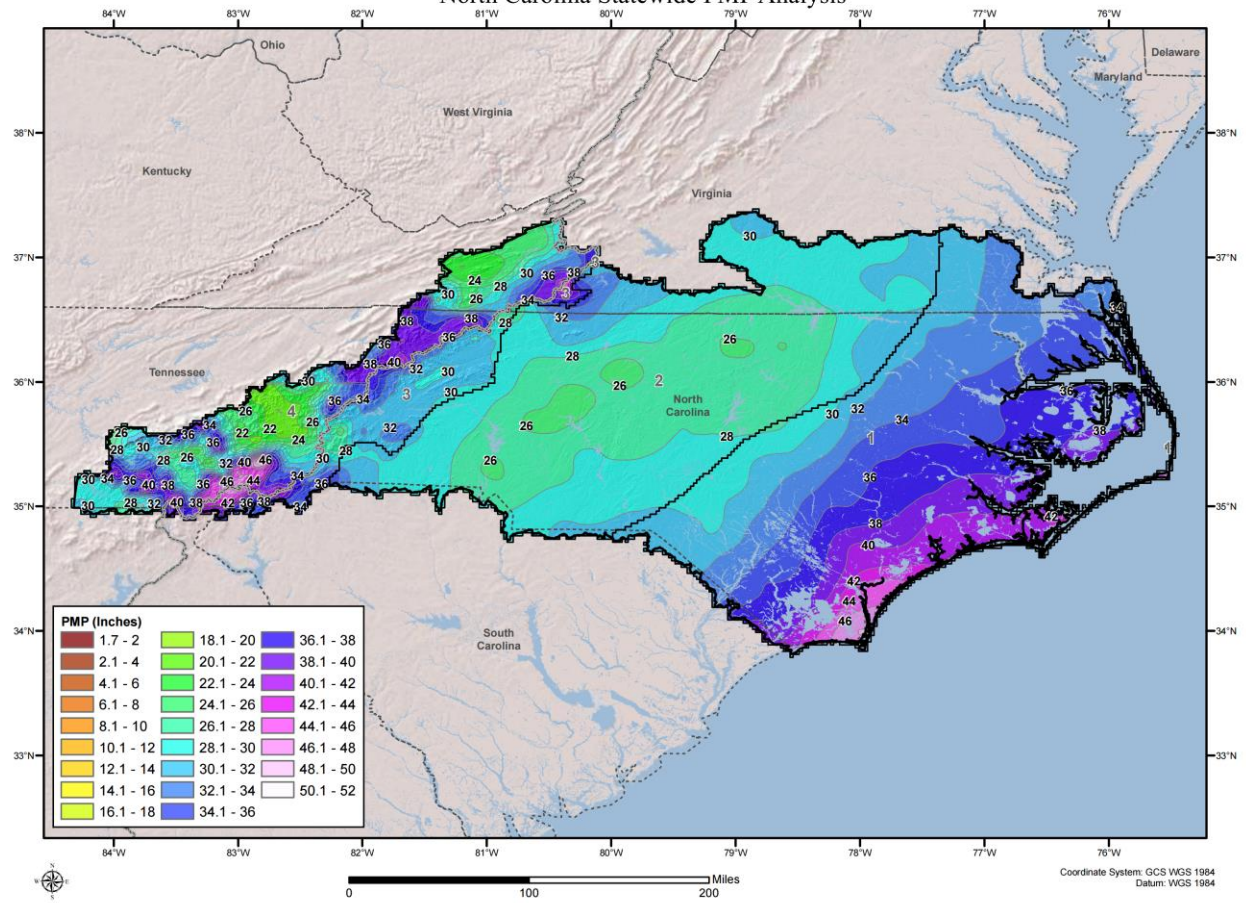 North Carolina Statewide PMP Analysis
84°W 83°W 82°W 81°W 80°W 79°W 78°W 77°W 76°W
Ohio
Delaware
Maryland
West Virginia
38°N 38°N
Kentucky
Virginia
30
37°N 37°N
24 30 36 38 3
28
30 26 34 3
34
38 38 28 32
36 36 26
38 40 28
Tennessee 32 30
36°N 36°N
30 30 26 2 36
36 34 3
26 4 North
Carolina
30 32 34
34 22 22 26 32 26 28 1 38
26 32 36 36 24
28 30 28 26 32 40 46 30 28 26
30 34 36 40 38 36 46 44 34 36 36
30 28 32 40 38 42 36 38 34 42
35°N 35°N
38
40
42
44
46
34°N 34°N
South
Carolina
33°N 33°N
PMP (Inches)
1.7 - 2 18.1 - 20 36.1 - 38
2.1 - 4 20.1 - 22 38.1 - 40
4.1 - 6 22.1 - 24 40.1 - 42
6.1 - 8 24.1 - 26 42.1 - 44
8.1 - 10 26.1 - 28 44.1 - 46
10.1 - 12 28.1 - 30 46.1 - 48
12.1 - 14 30.1 - 32 48.1 - 50
14.1 - 16 32.1 - 34 50.1 - 52
16.1 - 18 34.1 - 36
84°W 83°W 82°W 81°W 80°W 79°W 78°W 77°W 76°W
N
W E
S
Miles
0 100 200
Coordinate System: GCS WGS 1984
Datum: WGS 1984